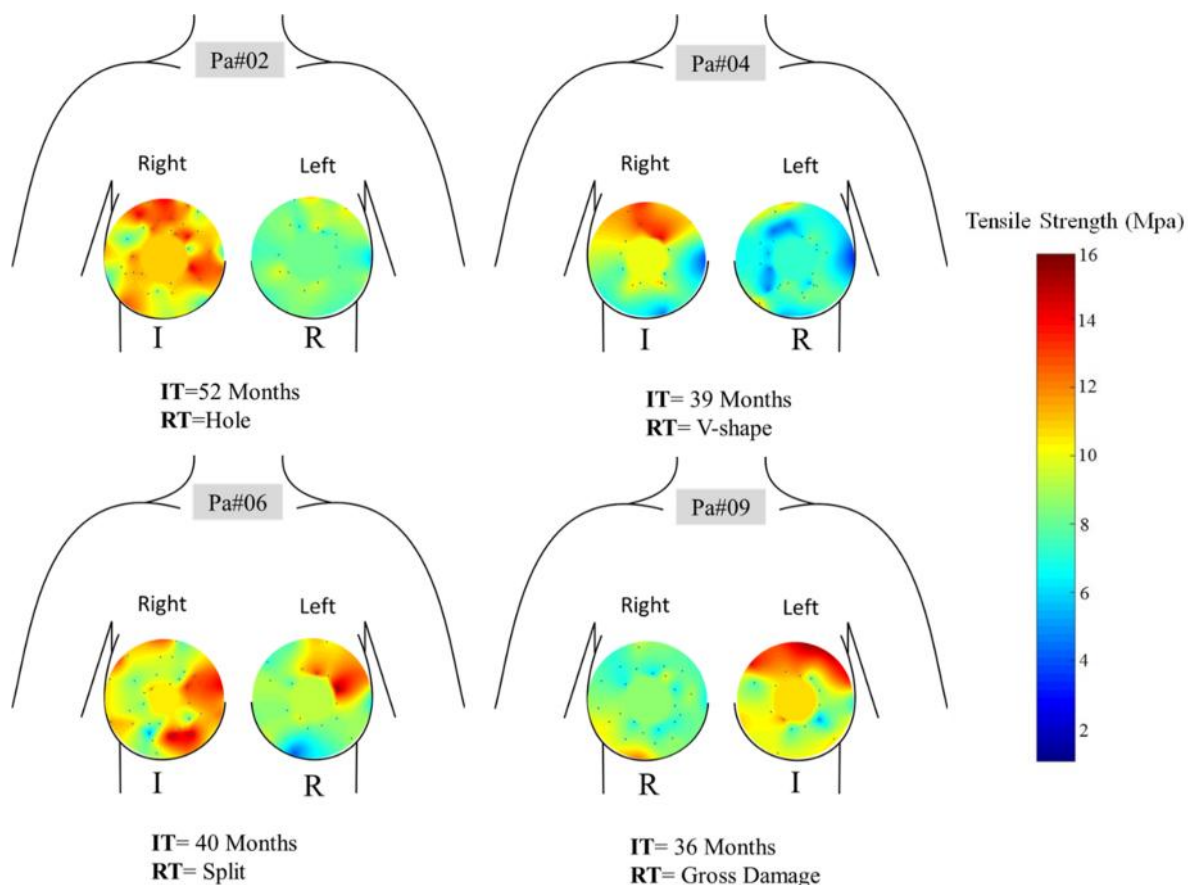 Pa#02
Right Left
I R
IT=52 Months
RT=Hole
Pa#04
Right Left
I R
IT= 39 Months
RT= V-shape
Pa#06
Right Left
I R
IT= 40 Months
RT= Split
Pa#09
Right Left
R I
IT= 36 Months
RT= Gross Damage
Tensile Strength (Mpa)
16
14
12
10
8
6
4
2